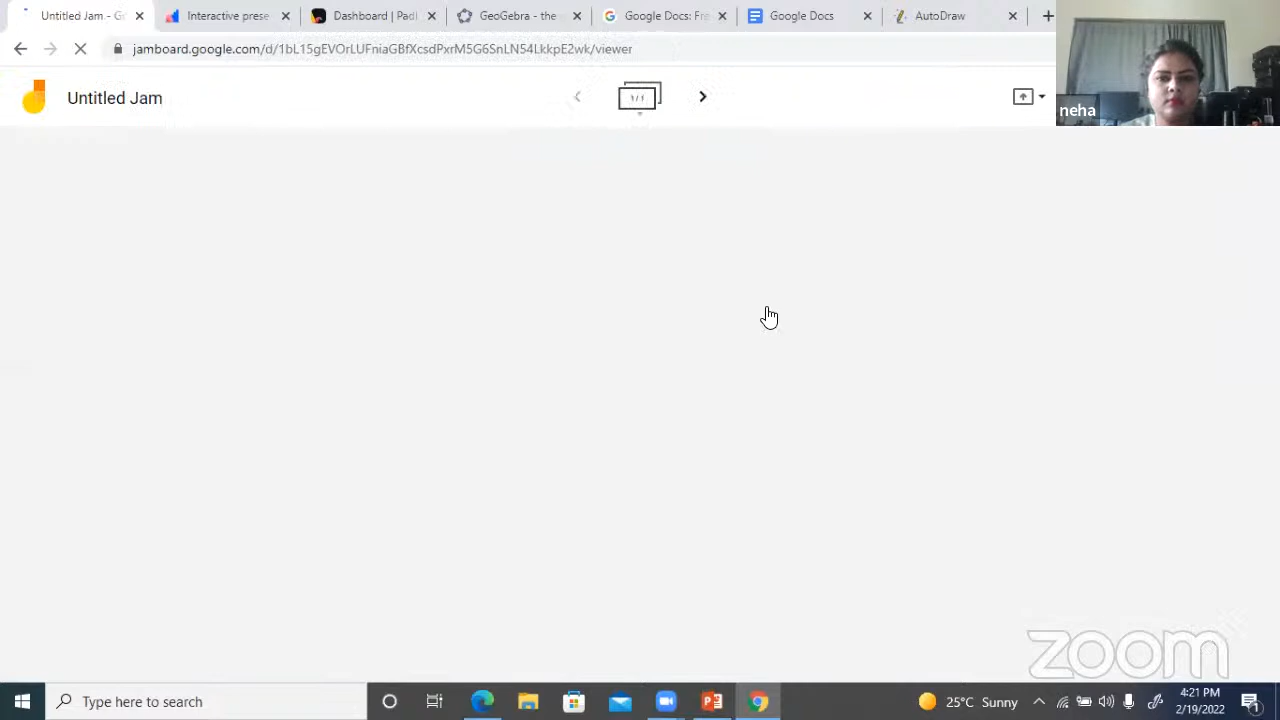 Untitled Jam. - G
Interactive prese
Dashboard | Padl
GeoGebra - the
Google Docs: Fre
Google Docs
AutoDraw
jamboard.google.com/d/1bL15gEVOrLUFniaGBfXcsdPxrM5G6SnLN54LkkpE2wk/viewer
Untitled Jam
1/1
neha
zoom
Type here to search
25°C Sunny
4:21 PM
2/19/2022
1